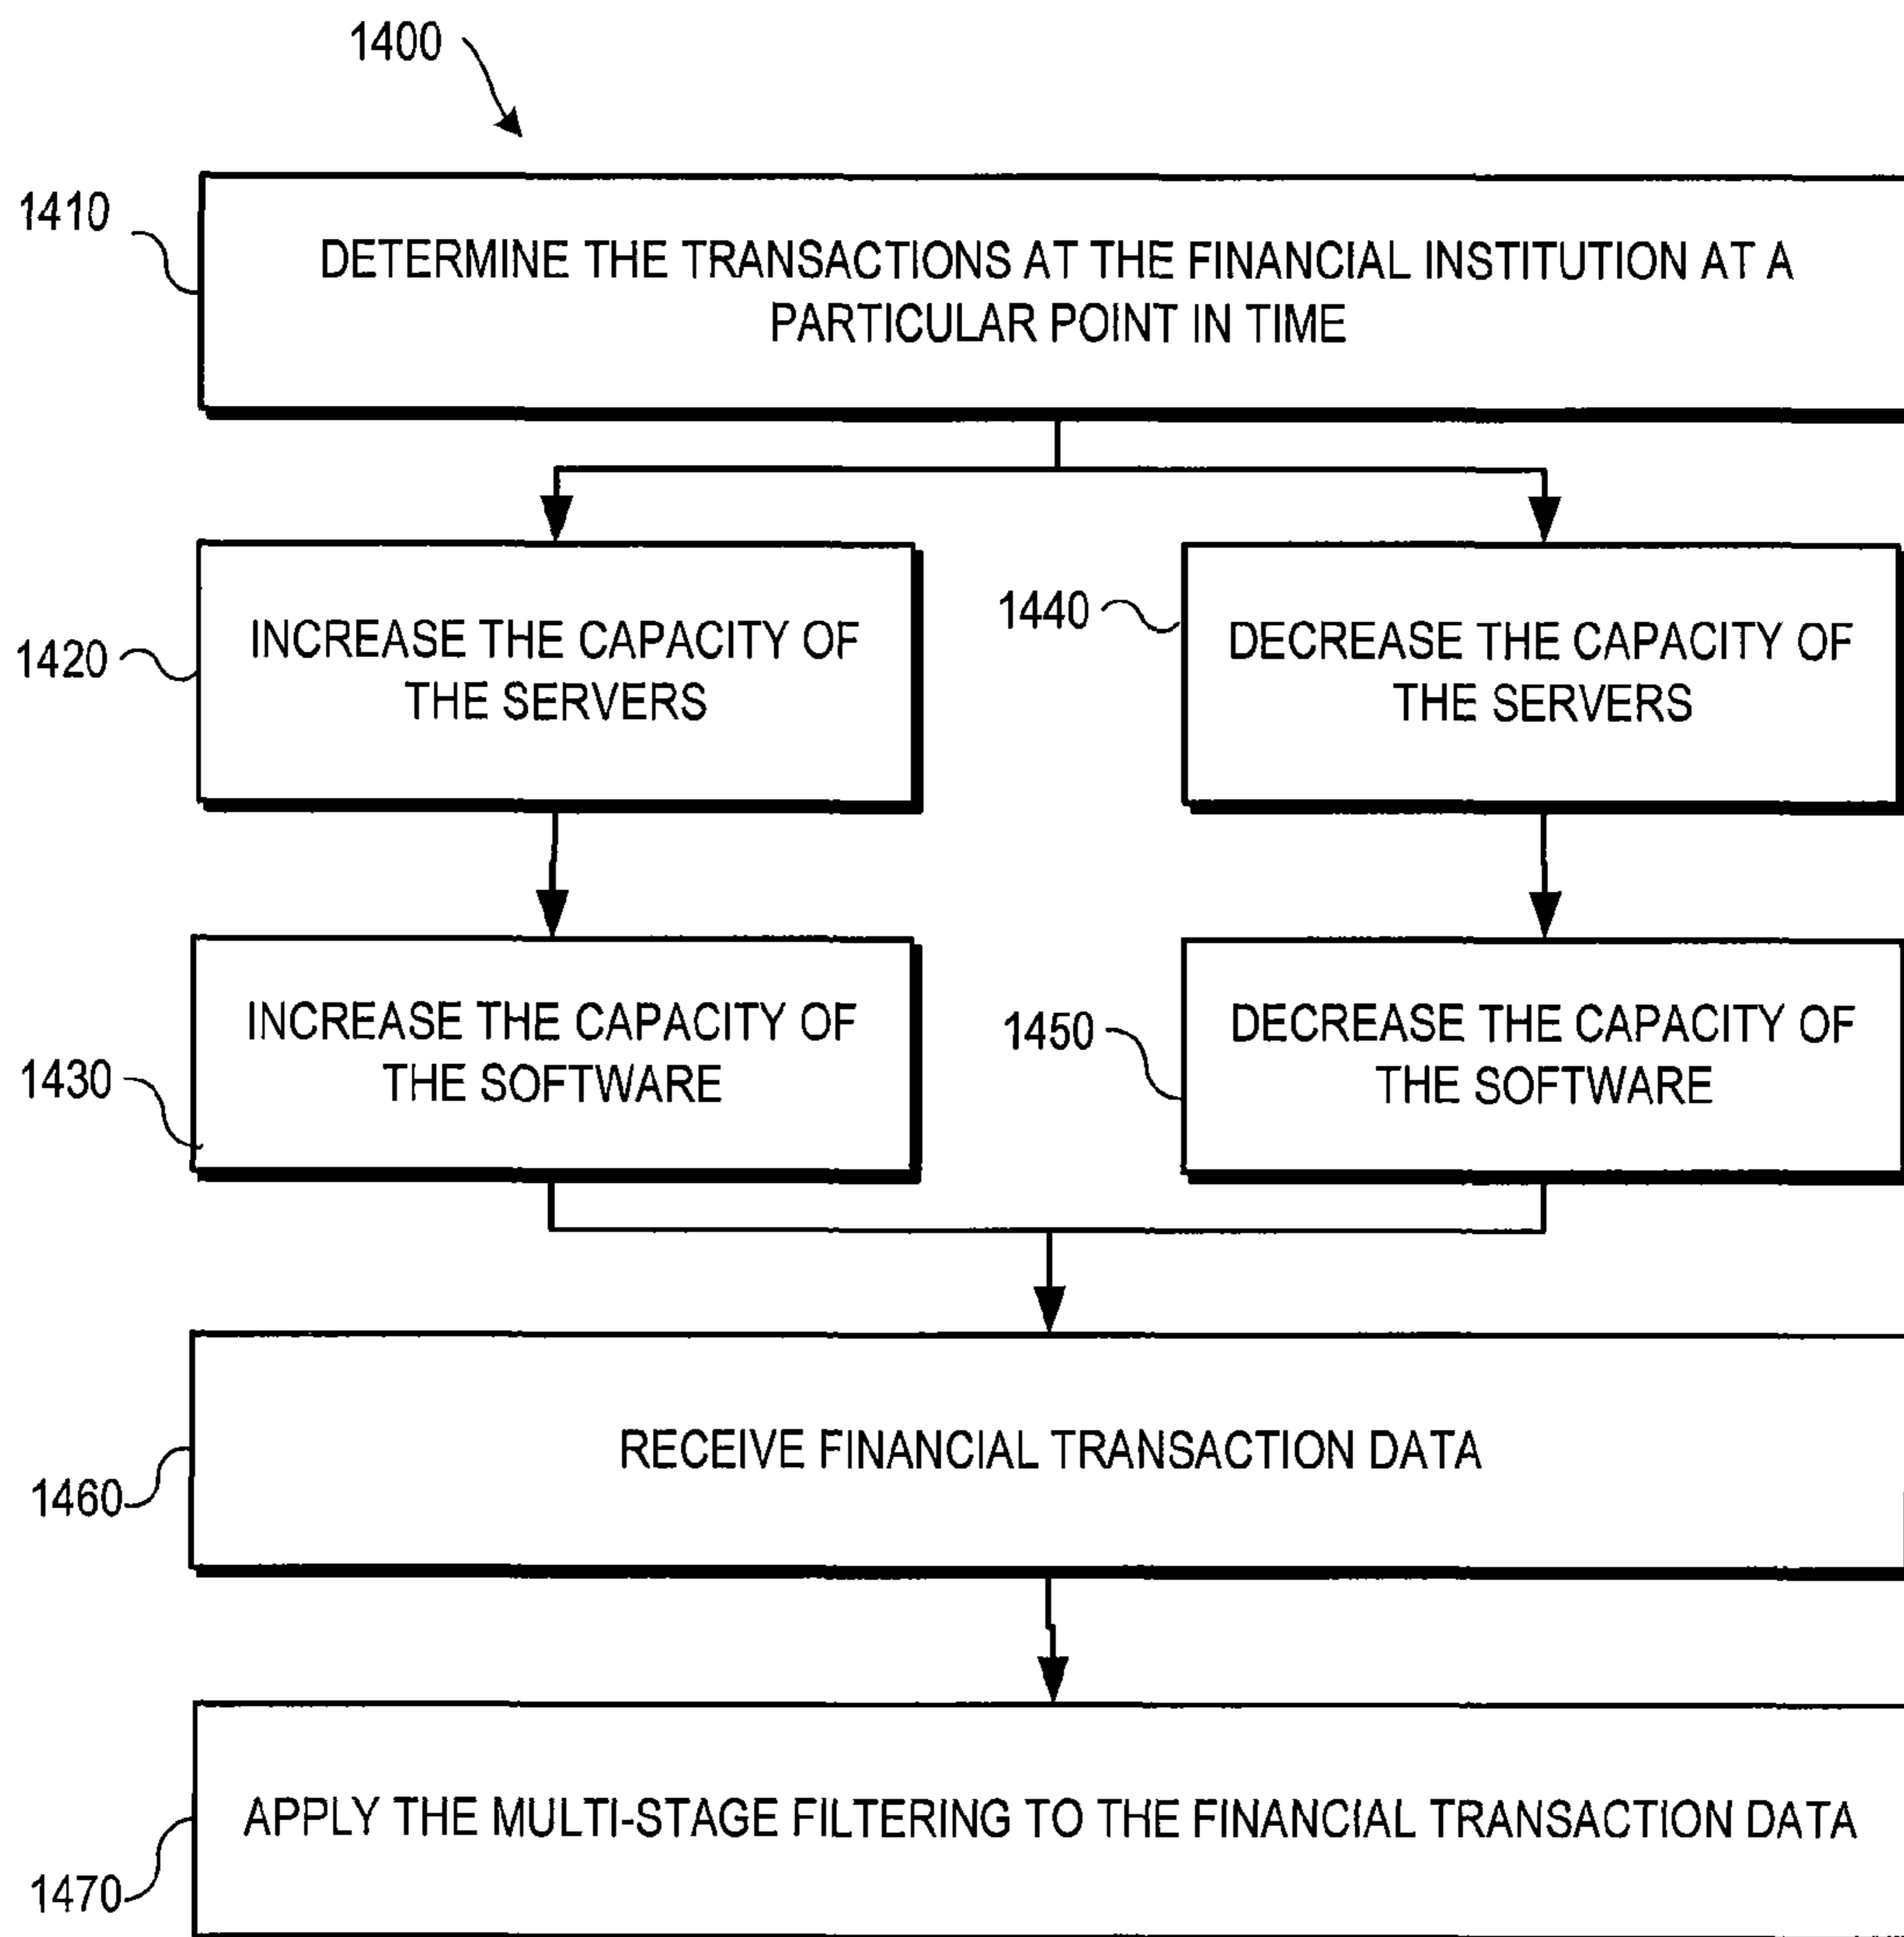 1400
1410
DETERMINE THE TRANSACTIONS AT THE FINANCIAL INSTITUTION AT A
PARTICULAR POINT IN TIME
1420
INCREASE THE CAPACITY OF
THE SERVERS
1440
DECREASE THE CAPACITY OF
THE SERVERS
1430
INCREASE THE CAPACITY OF
THE SOFTWARE
1450
DECREASE THE CAPACITY OF
THE SOFTWARE
1460
RECEIVE FINANCIAL TRANSACTION DATA
1470
APPLY THE MULTI-STAGE FILTERING TO THE FINANCIAL TRANSACTION DATA